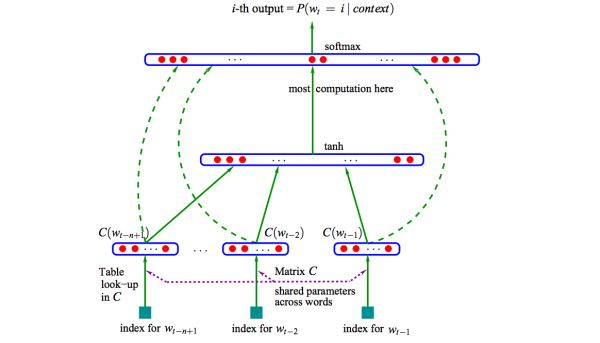 i-th output = P(w_t = i | context)
softmax
. . .
. . .
most computation here
tanh
. . .
. . .
C(w_{t−n+1})
C(w_{t−2})
C(w_{t−1})
. . .
. . .
. . .
. . .
Table
look−up
in C
Matrix C
shared parameters
across words
index for w_{t−n+1}
index for w_{t−2}
index for w_{t−1}